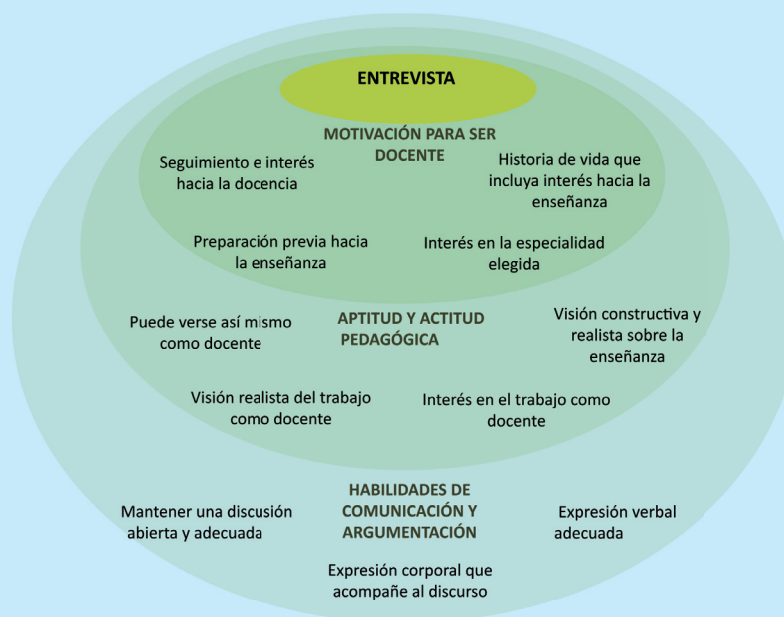 ENTREVISTA
MOTIVACIÓN PARA SER
DOCENTE
Seguimiento e interés
hacia la docencia
Historia de vida que
incluya interés hacia la
enseñanza
Preparación previa hacia
la enseñanza
Interés en la especialidad
elegida
Puede verse así mismo
como docente
APTITUD Y ACTITUD
PEDAGÓGICA
Visión constructiva y
realista sobre la
enseñanza
Visión realista del trabajo
como docente
Interés en el trabajo como
docente
HABILIDADES DE
COMUNICACIÓN Y
ARGUMENTACIÓN
Mantener una discusión
abierta y adecuada
Expresión verbal
adecuada
Expresión corporal que
acompañe al discurso